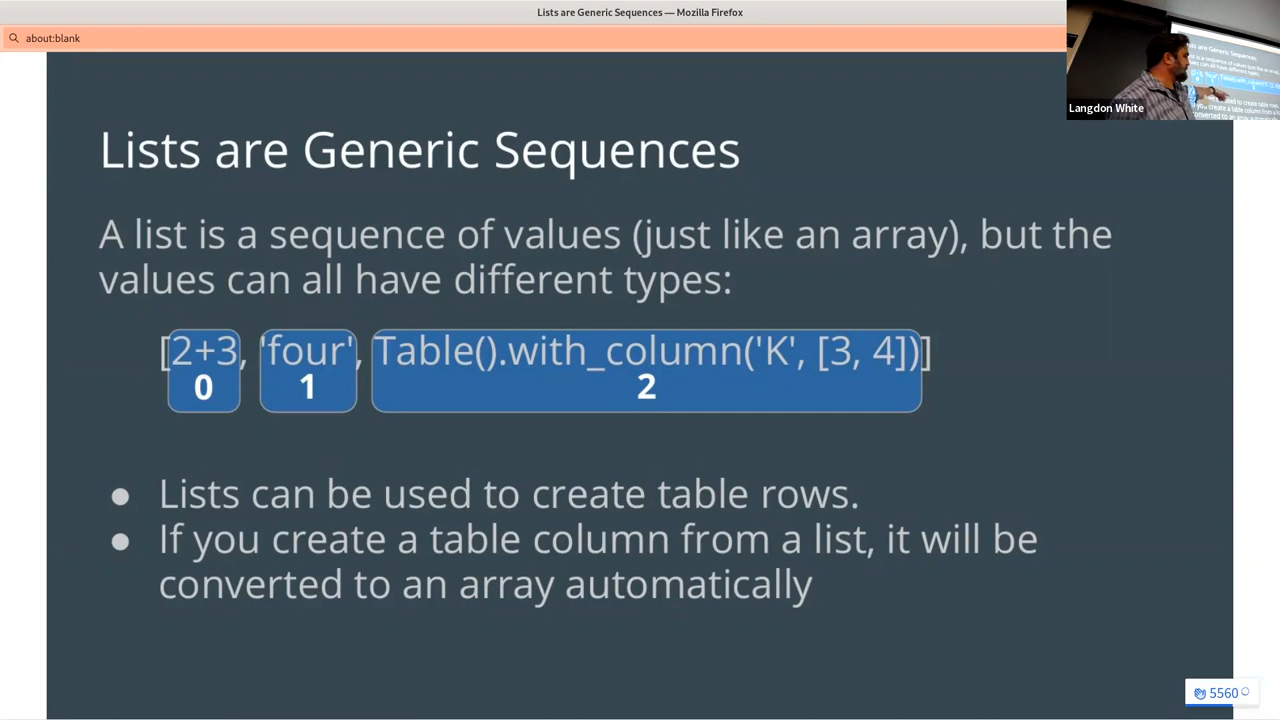 Lists are Generic Sequences — Mozilla Firefox
about:blank
Langdon White
Lists are Generic Sequences
A list is a sequence of values (just like an array), but the
values can all have different types:
[2+3, 'four', Table().with_column('K', [3, 4])]
0 1 2
● Lists can be used to create table rows.
● If you create a table column from a list, it will be
converted to an array automatically
5560